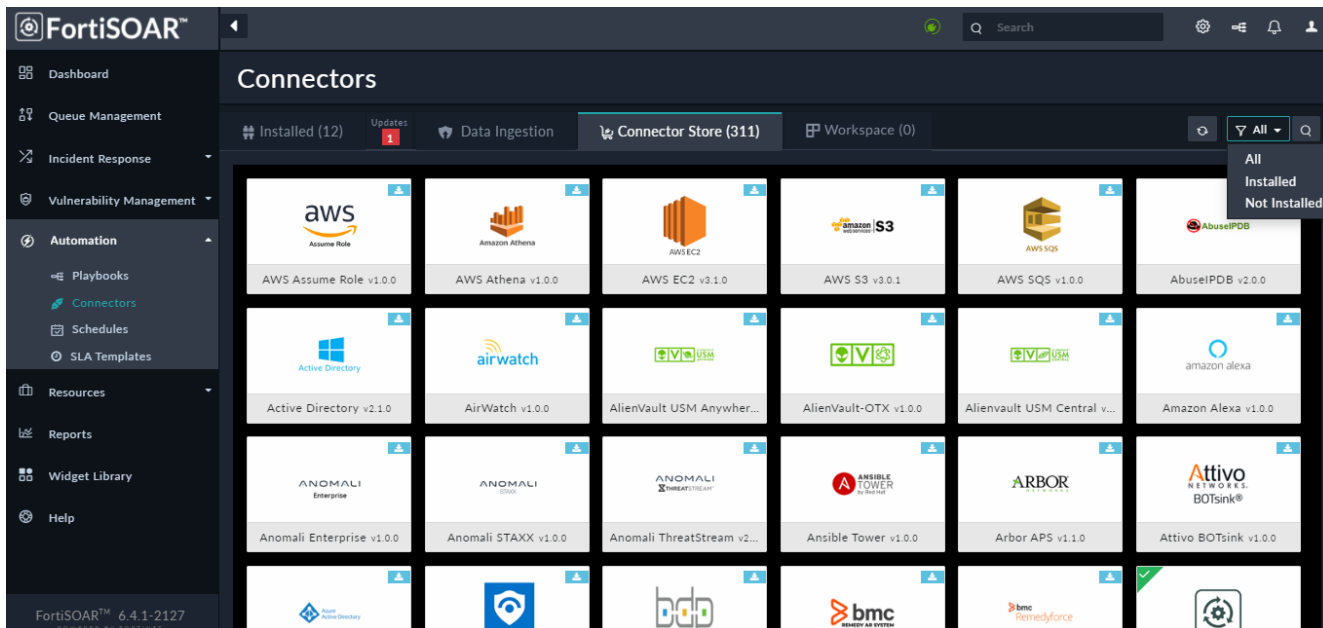 FortiSOAR™
Search
Dashboard
Queue Management
Incident Response
Vulnerability Management
Automation
Playbooks
Connectors
Schedules
SLA Templates
Resources
Reports
Widget Library
Help
FortiSOAR™ 6.4.1-2127
Connectors
Installed (12)
Updates
1
Data Ingestion
Connector Store (311)
Workspace (0)
All
All
Installed
Not Installed
aws
Assume Role
AWS Assume Role v1.0.0
Amazon Athena
AWS Athena v1.0.0
AWS EC2
AWS EC2 v3.1.0
amazon
S3
AWS S3 v3.0.1
AWS SQS
AWS SQS v1.0.0
AbuseIPDB
AbuseIPDB v2.0.0
Active Directory
Active Directory v2.1.0
airwatch
AirWatch v1.0.0
USM
AlienVault USM Anywher...
AlienVault-OTX v1.0.0
USM
Alienvault USM Central v...
amazon alexa
Amazon Alexa v1.0.0
ANOMALI
Enterprise
Anomali Enterprise v1.0.0
ANOMALI
STAXX
Anomali STAXX v1.0.0
ANOMALI
THREATSTREAM
Anomali ThreatStream v2...
ANSIBLE
TOWER
by Red Hat
Ansible Tower v1.0.0
ARBOR
NETWORKS
Arbor APS v1.1.0
Attivo
NETWORKS.
BOTsink®
Attivo BOTsink v1.0.0
Azure
Active Directory
bdp
bmc
REMEDY AR SYSTEM
bmc
Remedyforce